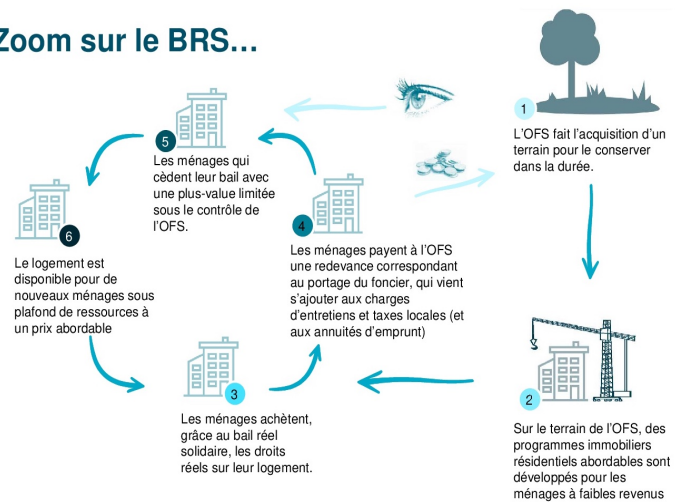 Zoom sur le BRS...
1
L'OFS fait l'acquisition d'un
terrain pour le conserver
dans la durée.
2
Sur le terrain de l'OFS, des
programmes immobiliers
résidentiels abordables sont
développés pour les
ménages à faibles revenus
3
Les ménages achètent,
grâce au bail réel
solidaire, les droits
réels sur leur logement.
4
Les ménages payent à l'OFS
une redevance correspondant
au portage du foncier, qui vient
s'ajouter aux charges
d'entretiens et taxes locales (et
aux annuités d'emprunt)
5
Les ménages qui
cèdent leur bail avec
une plus-value limitée
sous le contrôle de
l'OFS.
6
Le logement est
disponible pour de
nouveaux ménages sous
plafond de ressources à
un prix abordable